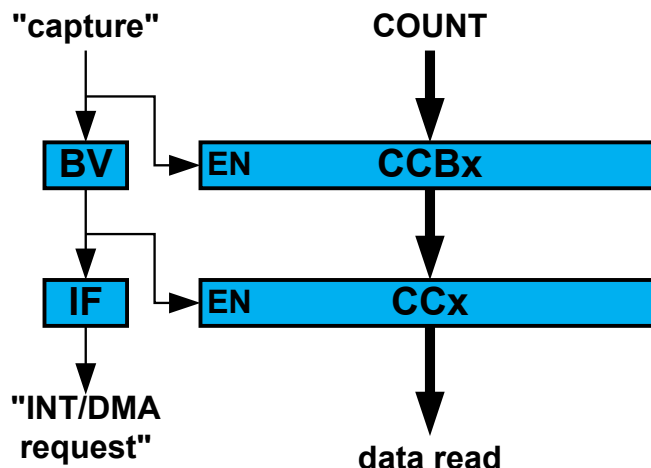 "capture"
COUNT
BV
EN
CCBx
IF
EN
CCx
"INT/DMA
request"
data read